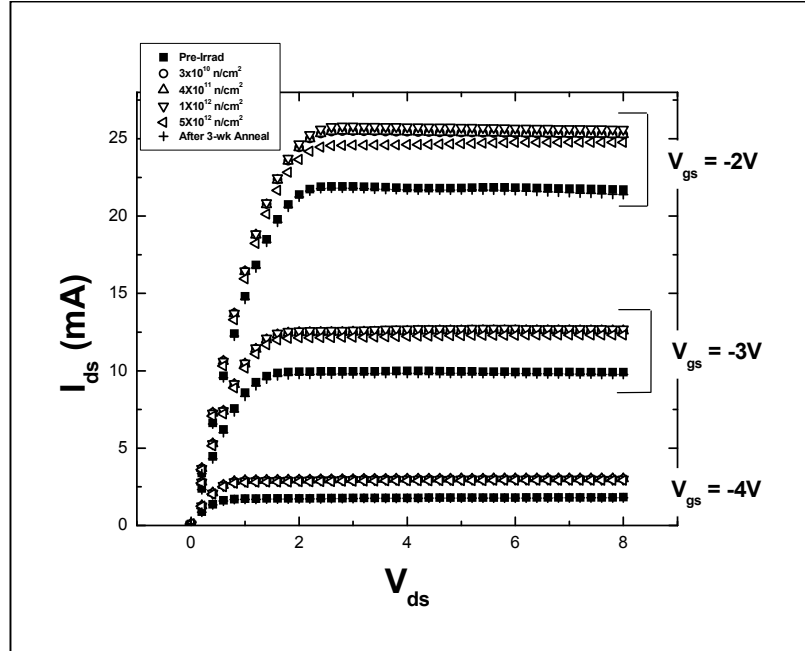 Pre-Irrad
3x10¹⁰ n/cm²
4X10¹¹ n/cm²
1X10¹² n/cm²
5X10¹² n/cm²
After 3-wk Anneal
25
20
15
10
5
0
I_ds (mA)
0 2 4 6 8
V_ds
V_gs = -2V
V_gs = -3V
V_gs = -4V